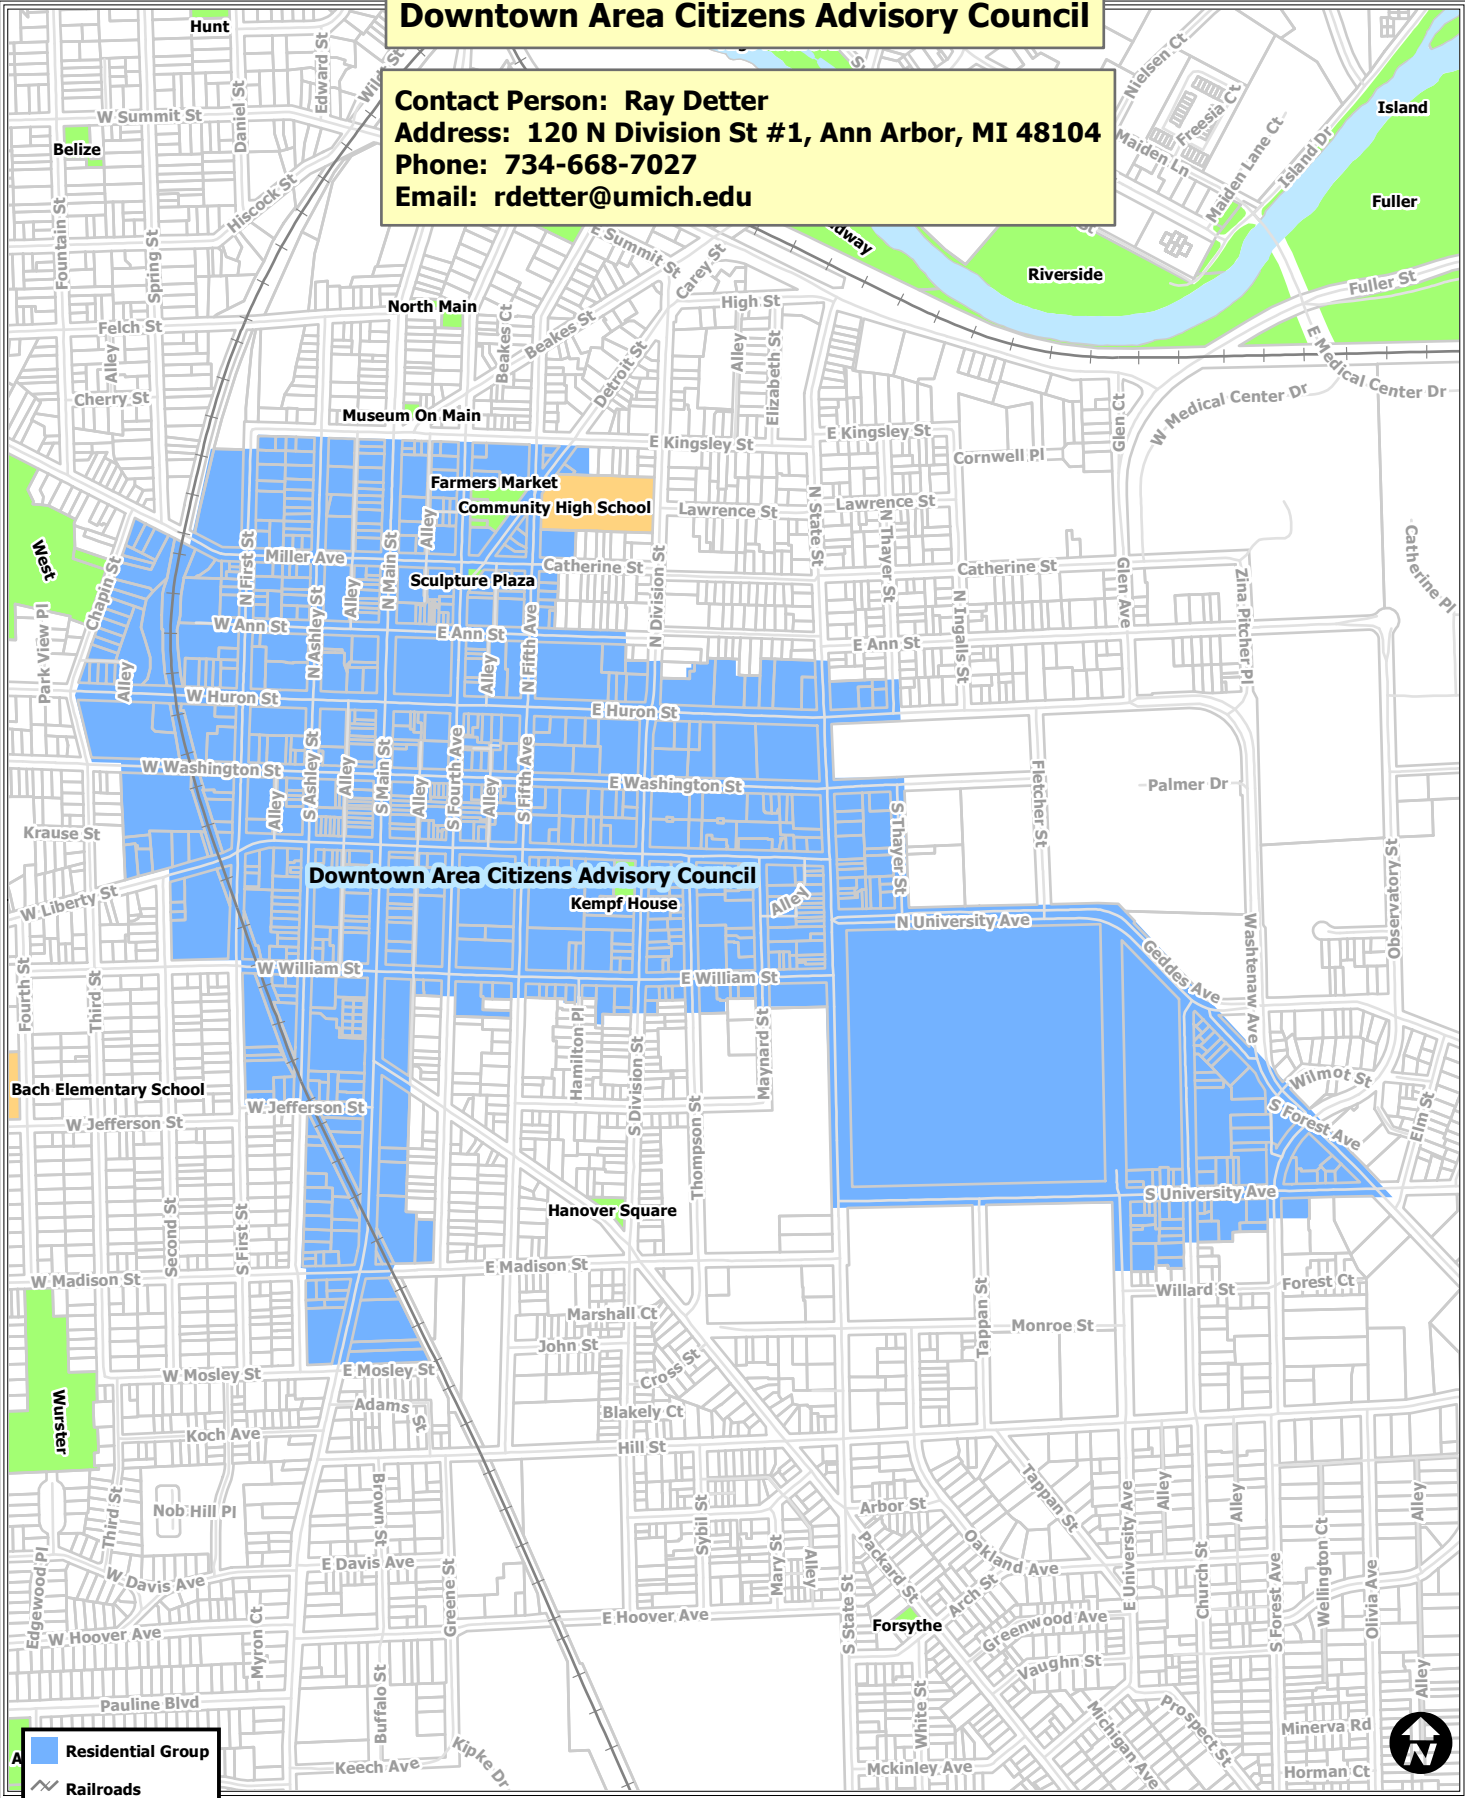 Downtown Area Citizens Advisory Council
Contact Person: Ray Detter
Address: 120 N Division St #1, Ann Arbor, MI 48104
Phone: 734-668-7027
Email: rdetter@umich.edu
Hunt
Edward St
Wildt St
Daniel St
W Summit St
Belize
Hiscock St
Fountain St
Spring St
Nielsen Ct
Freesia Ct
Maiden Ln
Maiden Lane Ct
Island Dr
Island
Fuller
Riverside
Fuller St
E Summit St
Carey St
High St
North Main
Felch St
Alley
Cherry St
Beakes Ct
Beakes St
Detroit St
Alley
Elizabeth St
E Medical Center Dr
W Medical Center Dr
Glen Ct
Museum On Main
E Kingsley St
E Kingsley St
Cornwell Pl
Farmers Market
Community High School
Lawrence St
Lawrence St
N State St
N Thayer St
West
Chapin St
Park View Pl
Miller Ave
N First St
N Ashley St
Alley
N Main St
Alley
Sculpture Plaza
Catherine St
Catherine St
Catherine Pl
N Division St
N Ingalls St
Glen Ave
Zina Pitcher Pl
W Ann St
E Ann St
E Ann St
Alley
N Fifth Ave
Alley
W Huron St
E Huron St
W Washington St
E Washington St
S Ashley St
Alley
S Main St
Alley
S Fourth Ave
Alley
S Fifth Ave
Alley
Krause St
Fletcher St
Palmer Dr
S Thayer St
Observatory St
Downtown Area Citizens Advisory Council
Kempf House
Alley
W Liberty St
N University Ave
Geddes Ave
Washtenaw Ave
W William St
E William St
Fourth St
Third St
Hamilton Pl
S Division St
Maynard St
Thompson St
Bach Elementary School
W Jefferson St
W Jefferson St
Wilmot St
S Forest Ave
Elm St
S University Ave
Hanover Square
Second St
S First St
W Madison St
E Madison St
Tappan St
Willard St
Forest Ct
Marshall Ct
John St
Monroe St
Cross St
W Mosley St
E Mosley St
Wurster
Adams St
Koch Ave
Blakely Ct
Hill St
Nob Hill Pl
Third St
Brown St
Sybil St
Mary St
Alley
Arbor St
Packard St
Tappan St
Oakland Ave
Arch St
E University Ave
Alley
Church St
Alley
S Forest Ave
Wellington Ct
Olivia Ave
Alley
Edgewood Pl
W Davis Ave
E Davis Ave
Greene St
W Hoover Ave
E Hoover Ave
Myron Ct
S State St
Forsythe
Greenwood Ave
Vaughn St
Pauline Blvd
Buffalo St
White St
Michigan Ave
Prospect St
Minerva Rd
Alley
Keech Ave
Kipke Dr
Mckinley Ave
Horman Ct
Residential Group
Railroads
N